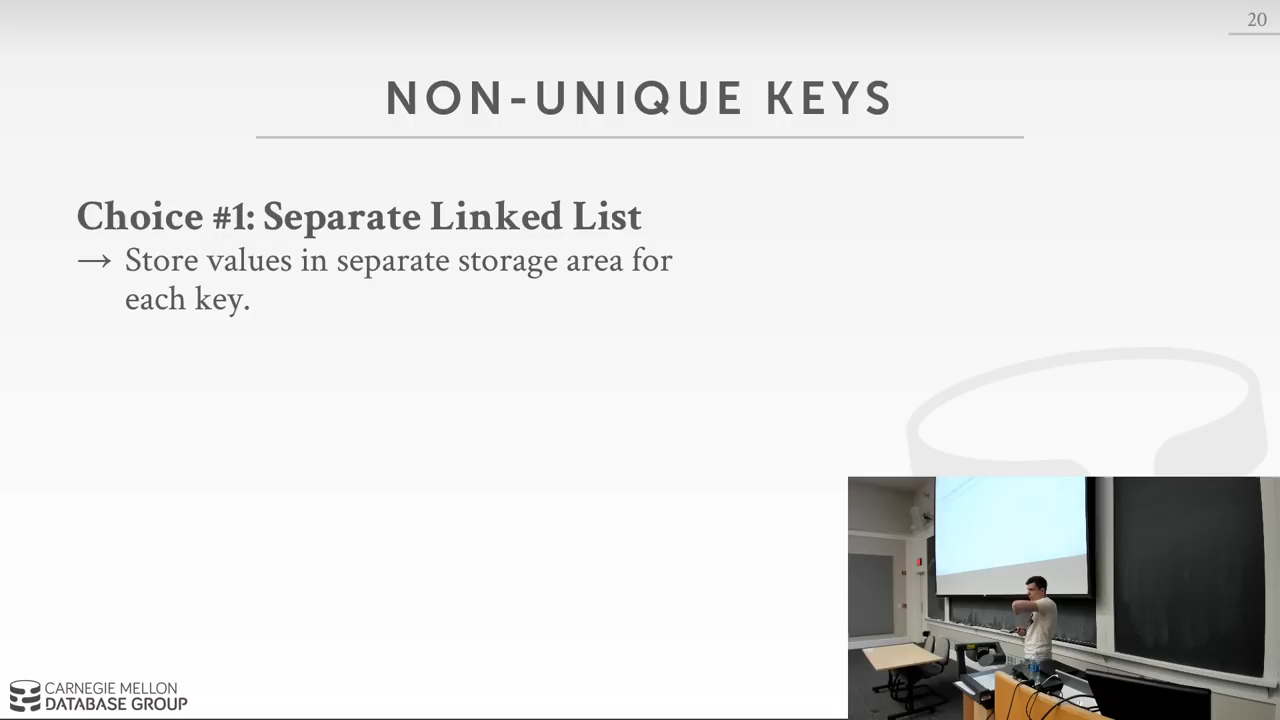 20
NON-UNIQUE KEYS
Choice #1: Separate Linked List
→ Store values in separate storage area for
each key.
CARNEGIE MELLON
DATABASE GROUP